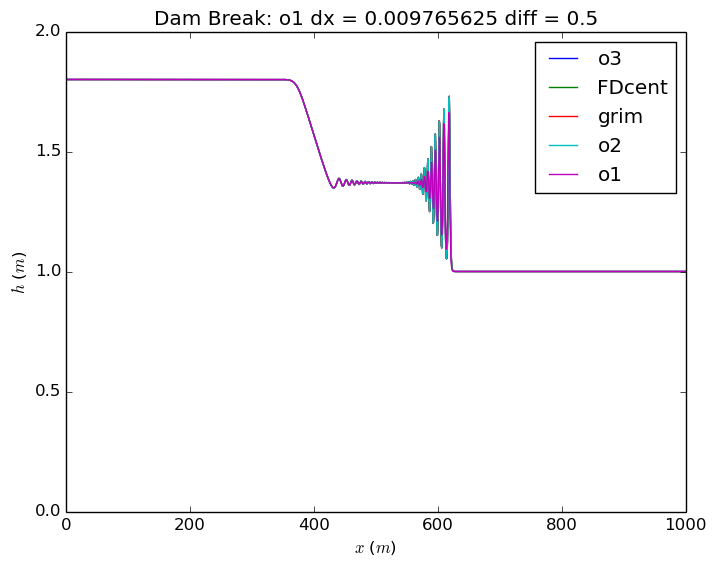 Dam Break: o1 dx = 0.009765625 diff = 0.5
2.0
1.5
1.0
0.5
0.0
h (m)
0 200 400 600 800 1000
x (m)
o3
FDcent
grim
o2
o1